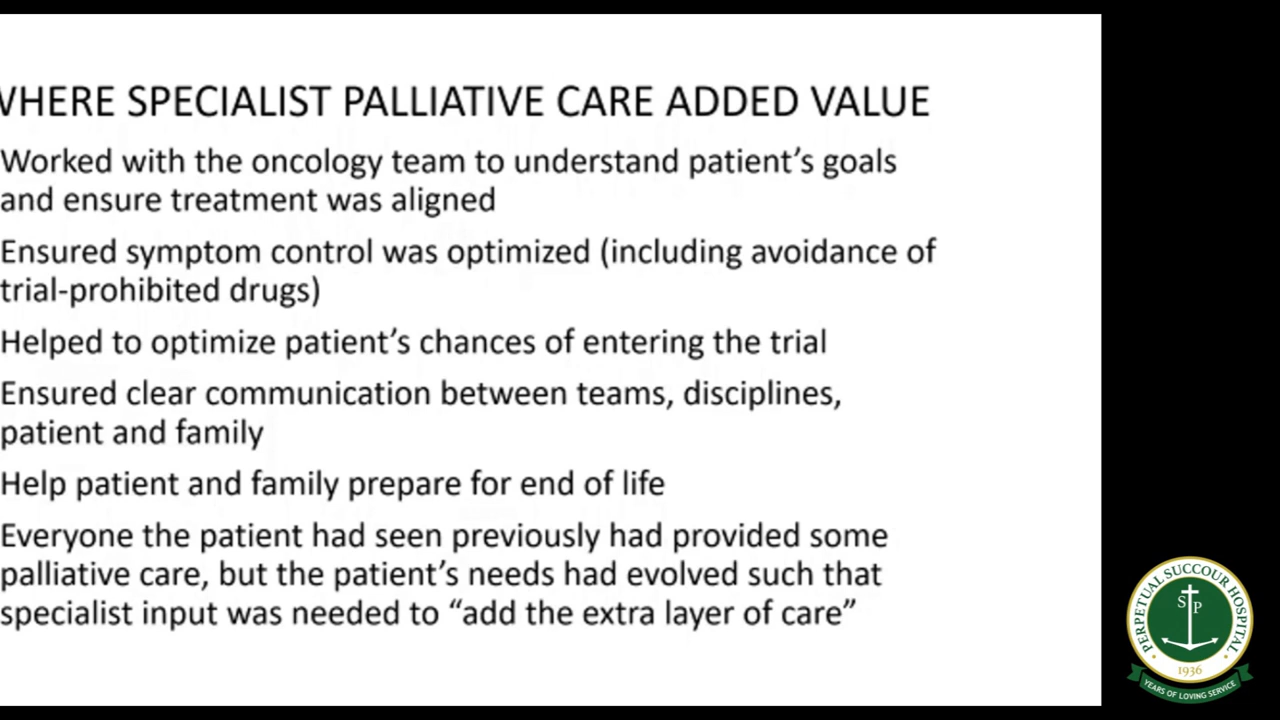 WHERE SPECIALIST PALLIATIVE CARE ADDED VALUE
Worked with the oncology team to understand patient's goals
and ensure treatment was aligned
Ensured symptom control was optimized (including avoidance of
trial-prohibited drugs)
Helped to optimize patient's chances of entering the trial
Ensured clear communication between teams, disciplines,
patient and family
Help patient and family prepare for end of life
Everyone the patient had seen previously had provided some
palliative care, but the patient's needs had evolved such that
specialist input was needed to “add the extra layer of care”
PERPETUAL SUCCOUR HOSPITAL
S P
1936
YEARS OF LOVING SERVICE